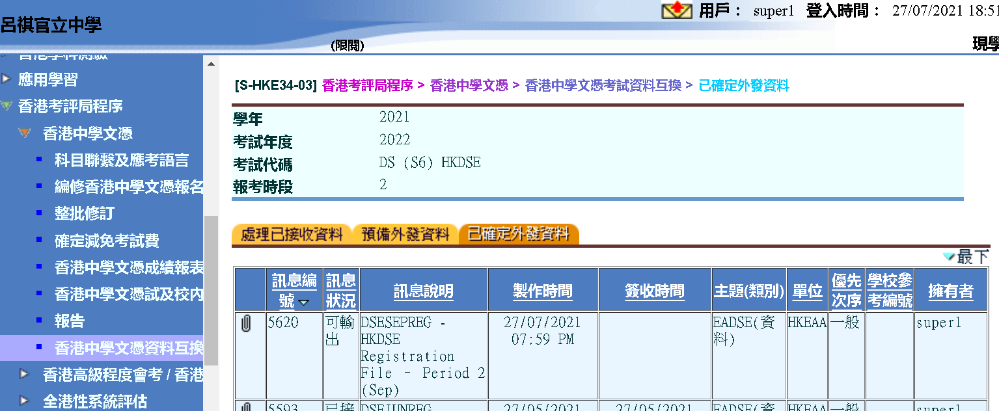 呂祺官立中學
用戶： super1 登入時間： 27/07/2021 18:51
(限閱)
現學
香港學科測驗
應用學習
香港考評局程序
香港中學文憑
科目聯繫及應考語言
編修香港中學文憑報名
整批修訂
確定減免考試費
香港中學文憑成績報表
香港中學文憑試及校內
報告
香港中學文憑資料互換
香港高級程度會考 / 香港
全港性系統評估
[S-HKE34-03] 香港考評局程序 > 香港中學文憑 > 香港中學文憑考試資料互換 > 已確定外發資料
學年 2021
考試年度 2022
考試代碼 DS (S6) HKDSE
報考時段 2
處理已接收資料 預備外發資料 已確定外發資料
最下
訊息編號 訊息狀況 訊息說明 製作時間 簽收時間 主題(類別) 單位 優先次序 學校參考編號 擁有者
5620 可輸出 DSESEPREG - HKDSE Registration File - Period 2 (Sep) 27/07/2021 07:59 PM EADSE(資料) HKEAA 一般 super1
5593 已接 DSEJUNREG 27/05/2021 27/05/2021 EADSE(資 HKEAA 一般 super1